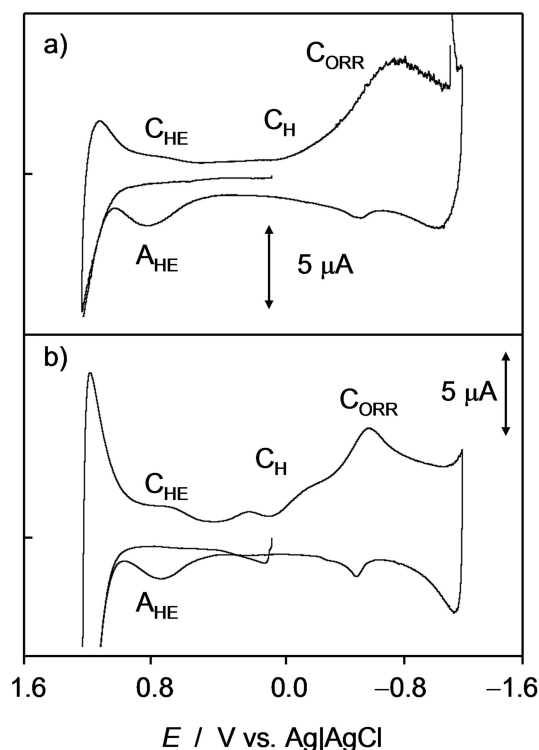 a)
C_ORR
C_HE
C_H
A_HE
5 μA
b)
5 μA
C_ORR
C_H
C_HE
A_HE
1.6 0.8 0.0 −0.8 −1.6
E / V vs. Ag|AgCl